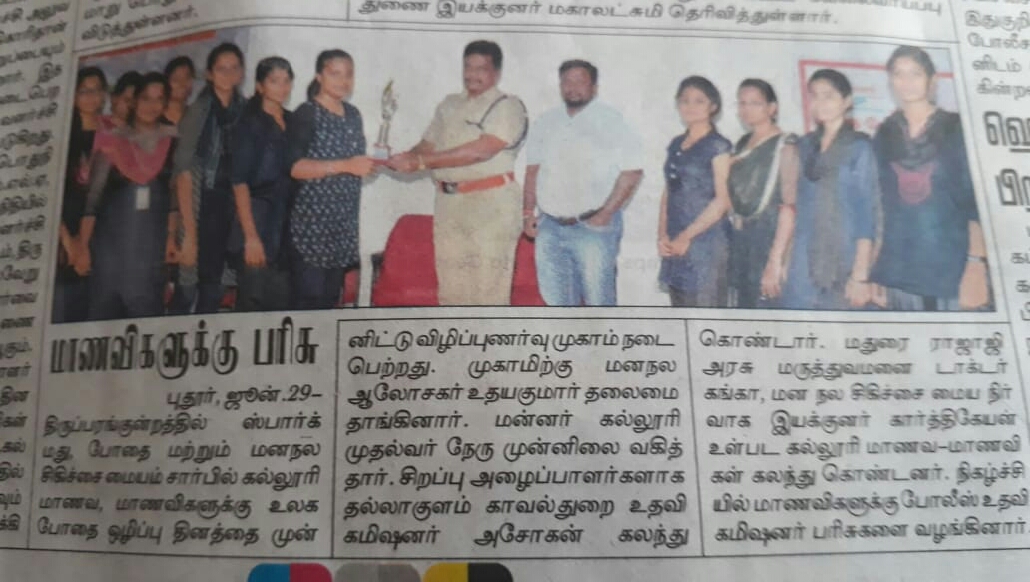 துணை இயக்குனர் மகாலட்சுமி தெரிவித்துள்ளார்.
விடுத்துள்ளனர்.
மாணவிகளுக்கு பரிசு
புதூர், ஜூன். 29–
திருப்பரங்குன்றத்தில் ஸ்பார்க்
மது, போதை மற்றும் மனநல
சிகிச்சை மையம் சார்பில் கல்லூரி
மாணவ, மாணவிகளுக்கு உலக
போதை ஒழிப்பு தினத்தை முன்
னிட்டு விழிப்புணர்வு முகாம் நடை
பெற்றது. முகாமிற்கு மனநல
ஆலோசகர் உதயகுமார் தலைமை
தாங்கினார். மன்னர் கல்லூரி
முதல்வர் நேரு முன்னிலை வகித்
தார். சிறப்பு அழைப்பாளர்களாக
தல்லாகுளம் காவல்துறை உதவி
கமிஷனர் அசோகன் கலந்து
கொண்டார். மதுரை ராஜாஜி
அரசு மருத்துவமனை டாக்டர்
கங்கா, மன நல சிகிச்சை மைய நிர்
வாக இயக்குனர் கார்த்திகேயன்
உள்பட கல்லூரி மாணவ–மாணவி
கள் கலந்து கொண்டனர். நிகழ்ச்சி
யில் மாணவிகளுக்கு போலீஸ் உதவி
கமிஷனர் பரிசுகளை வழங்கினார்